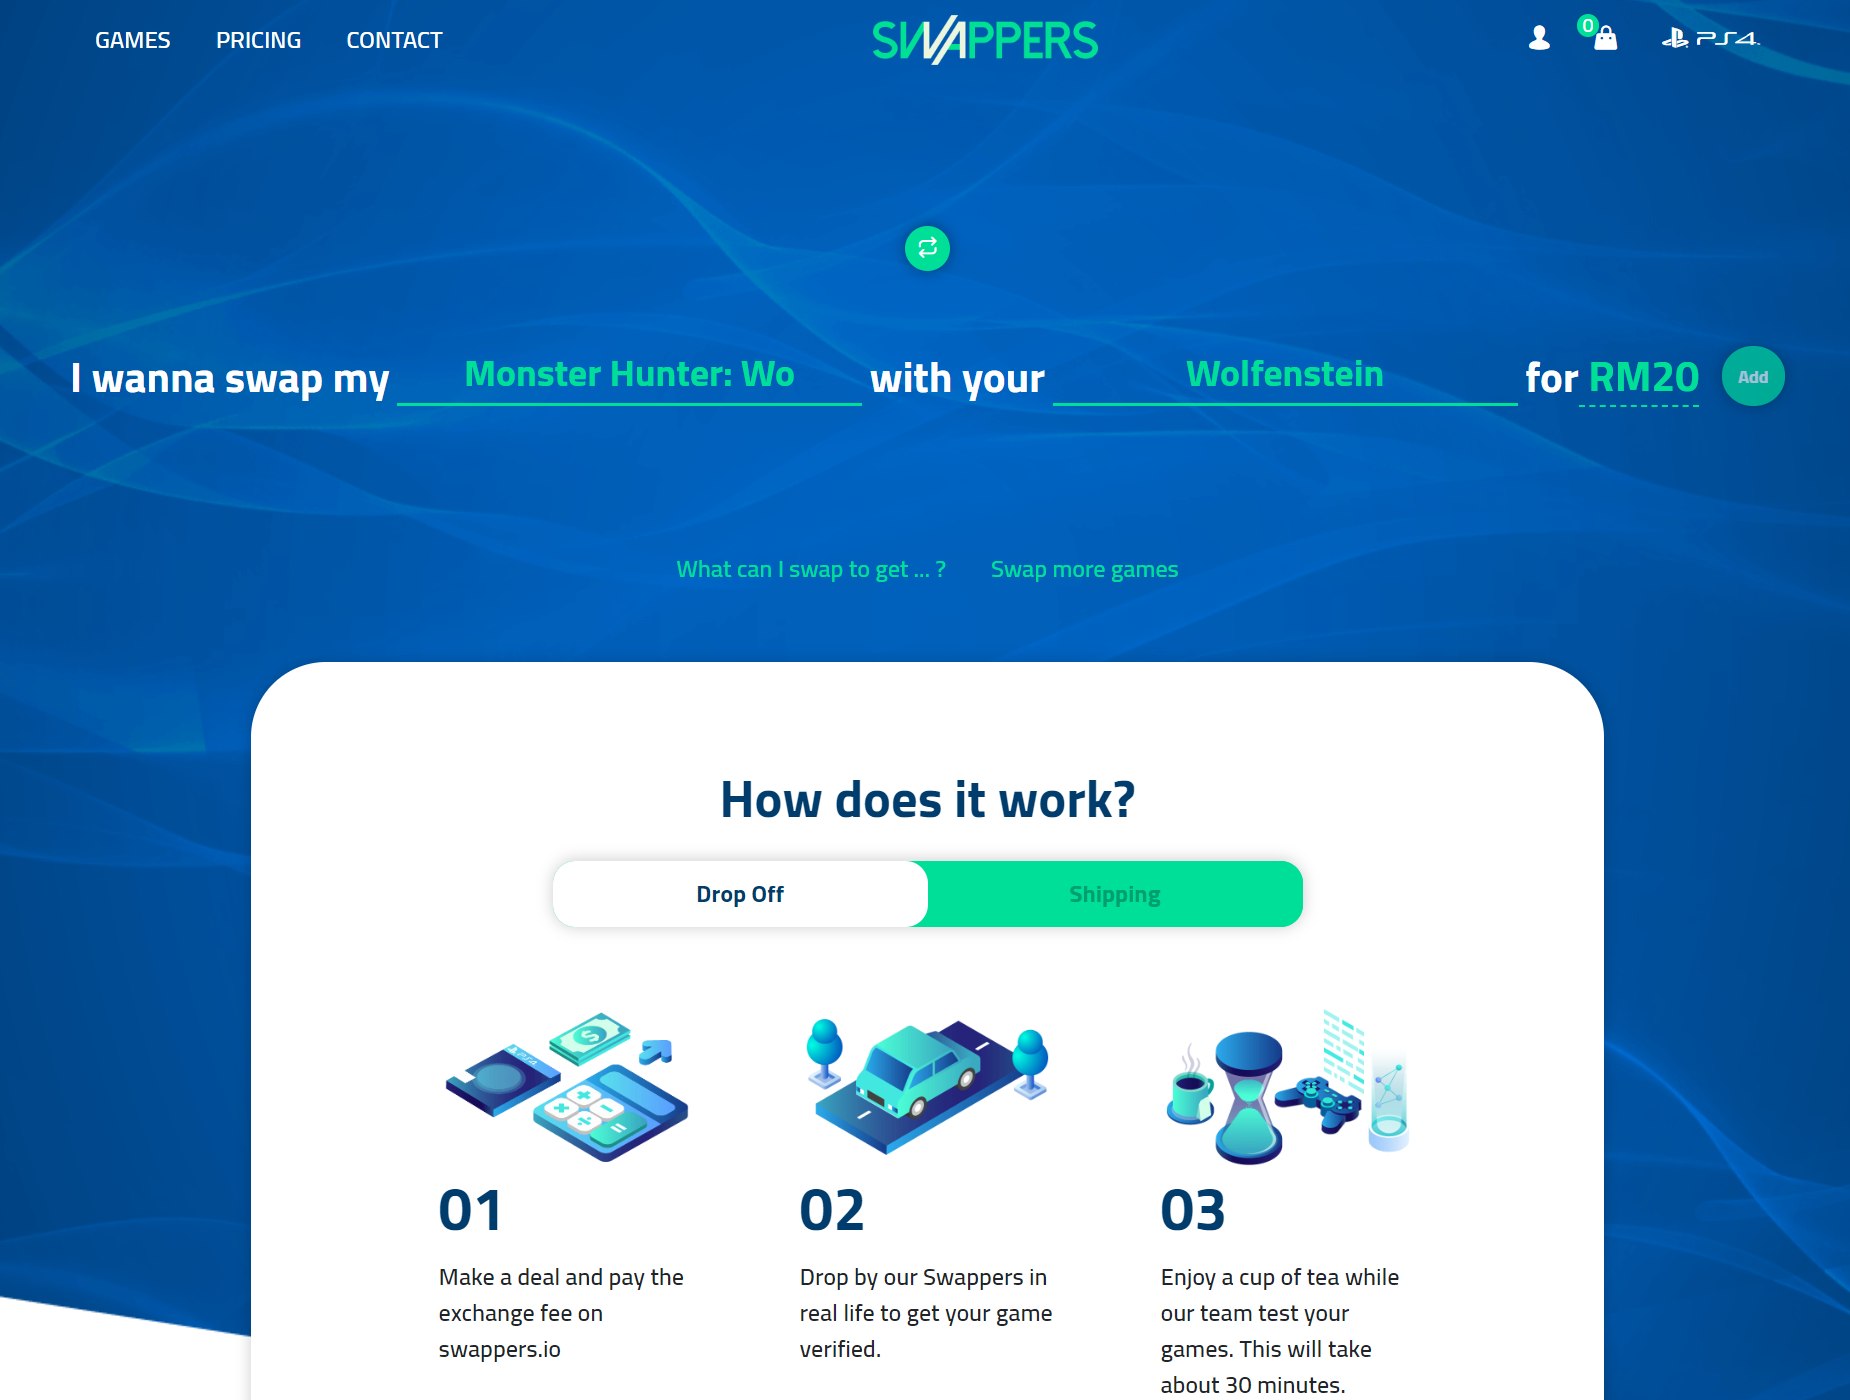 GAMES PRICING CONTACT
SWAPPERS
0
PS4
I wanna swap my Monster Hunter: Wo with your Wolfenstein for RM20 Add
What can I swap to get ... ? Swap more games
How does it work?
Drop Off Shipping
PS4
01
Make a deal and pay the
exchange fee on
swappers.io
02
Drop by our Swappers in
real life to get your game
verified.
03
Enjoy a cup of tea while
our team test your
games. This will take
about 30 minutes.